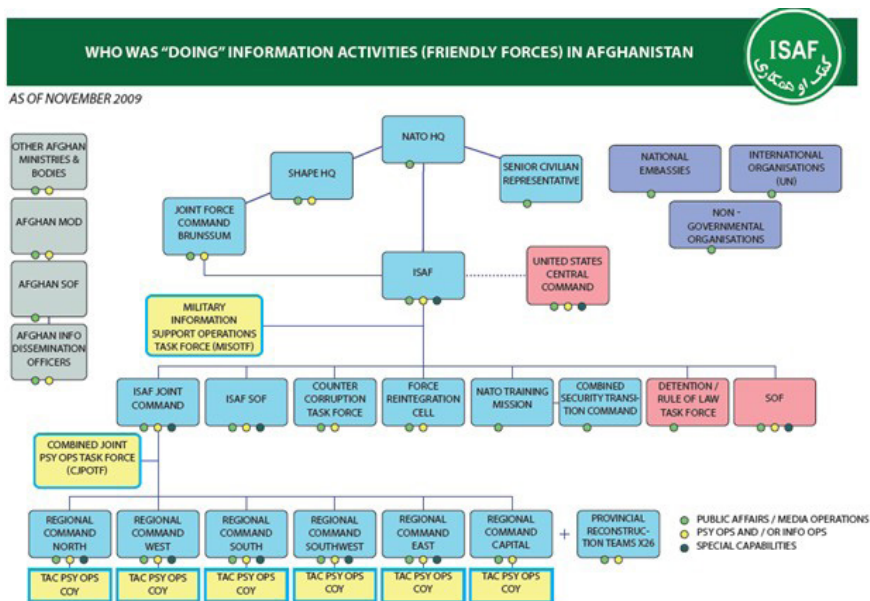 WHO WAS “DOING” INFORMATION ACTIVITIES (FRIENDLY FORCES) IN AFGHANISTAN
ISAF
کمک او همکاری
AS OF NOVEMBER 2009
NATO HQ
SHAPE HQ
SENIOR CIVILIAN
REPRESENTATIVE
NATIONAL
EMBASSIES
INTERNATIONAL
ORGANISATIONS
(UN)
NON -
GOVERNMENTAL
ORGANISATIONS
OTHER AFGHAN
MINISTRIES &
BODIES
AFGHAN MOD
AFGHAN SOF
AFGHAN INFO
DISSEMINATION
OFFICERS
JOINT FORCE
COMMAND
BRUNSSUM
ISAF
UNITED STATES
CENTRAL
COMMAND
MILITARY
INFORMATION
SUPPORT OPERATIONS
TASK FORCE (MISOTF)
ISAF JOINT
COMMAND
ISAF SOF
COUNTER
CORRUPTION
TASK FORCE
FORCE
REINTEGRATION
CELL
NATO TRAINING
MISSION
COMBINED
SECURITY TRANSI-
TION COMMAND
DETENTION /
RULE OF LAW
TASK FORCE
SOF
COMBINED JOINT
PSY OPS TASK FORCE
(CJPOTF)
REGIONAL
COMMAND
NORTH
REGIONAL
COMMAND
WEST
REGIONAL
COMMAND
SOUTH
REGIONAL
COMMAND
SOUTHWEST
REGIONAL
COMMAND
EAST
REGIONAL
COMMAND
CAPITAL
+
PROVINCIAL
RECONSTRUC-
TION TEAMS X26
TAC PSY OPS
COY
TAC PSY OPS
COY
TAC PSY OPS
COY
TAC PSY OPS
COY
TAC PSY OPS
COY
TAC PSY OPS
COY
PUBLIC AFFAIRS / MEDIA OPERATIONS
PSY OPS AND / OR INFO OPS
SPECIAL CAPABILITIES